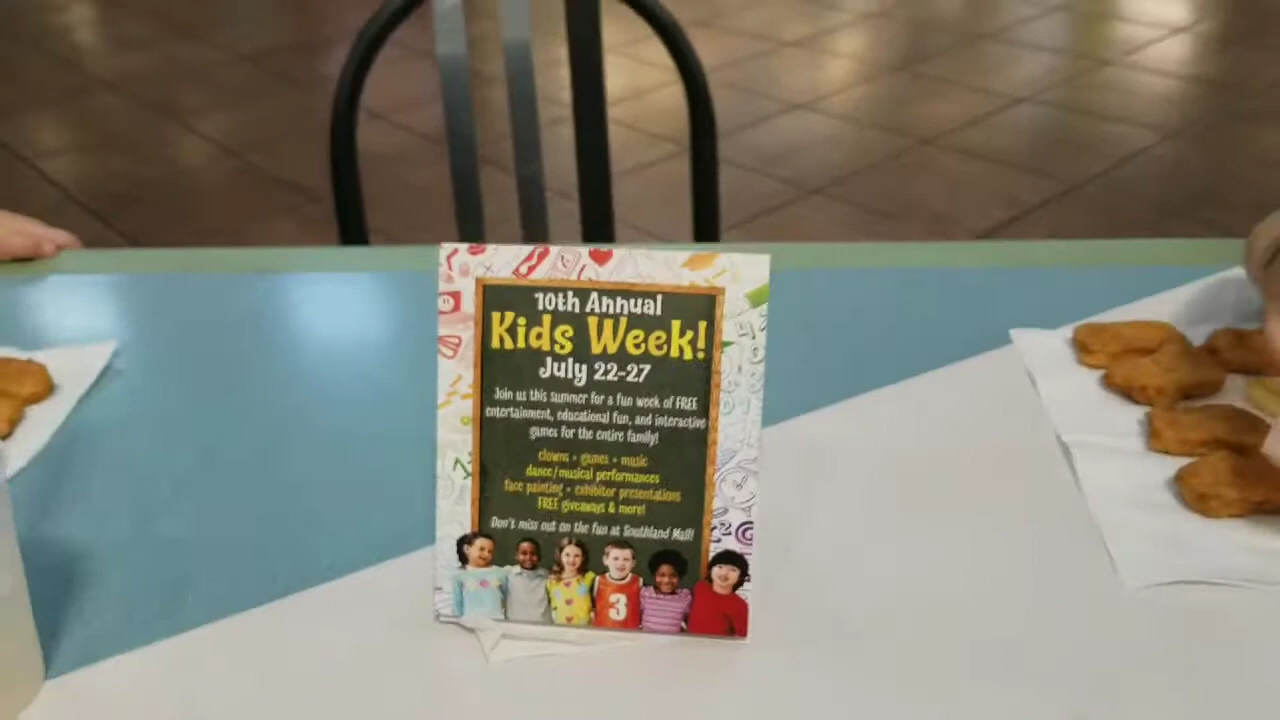 10th Annual
Kids Week!
July 22-27
Join us this summer for a fun week of FREE
entertainment, educational fun, and interactive
games for the entire family!
clowns • games • music
dance/musical performances
face painting • exhibitor presentations
FREE giveaways & more!
Don't miss out on the fun at Southland Mall!
3